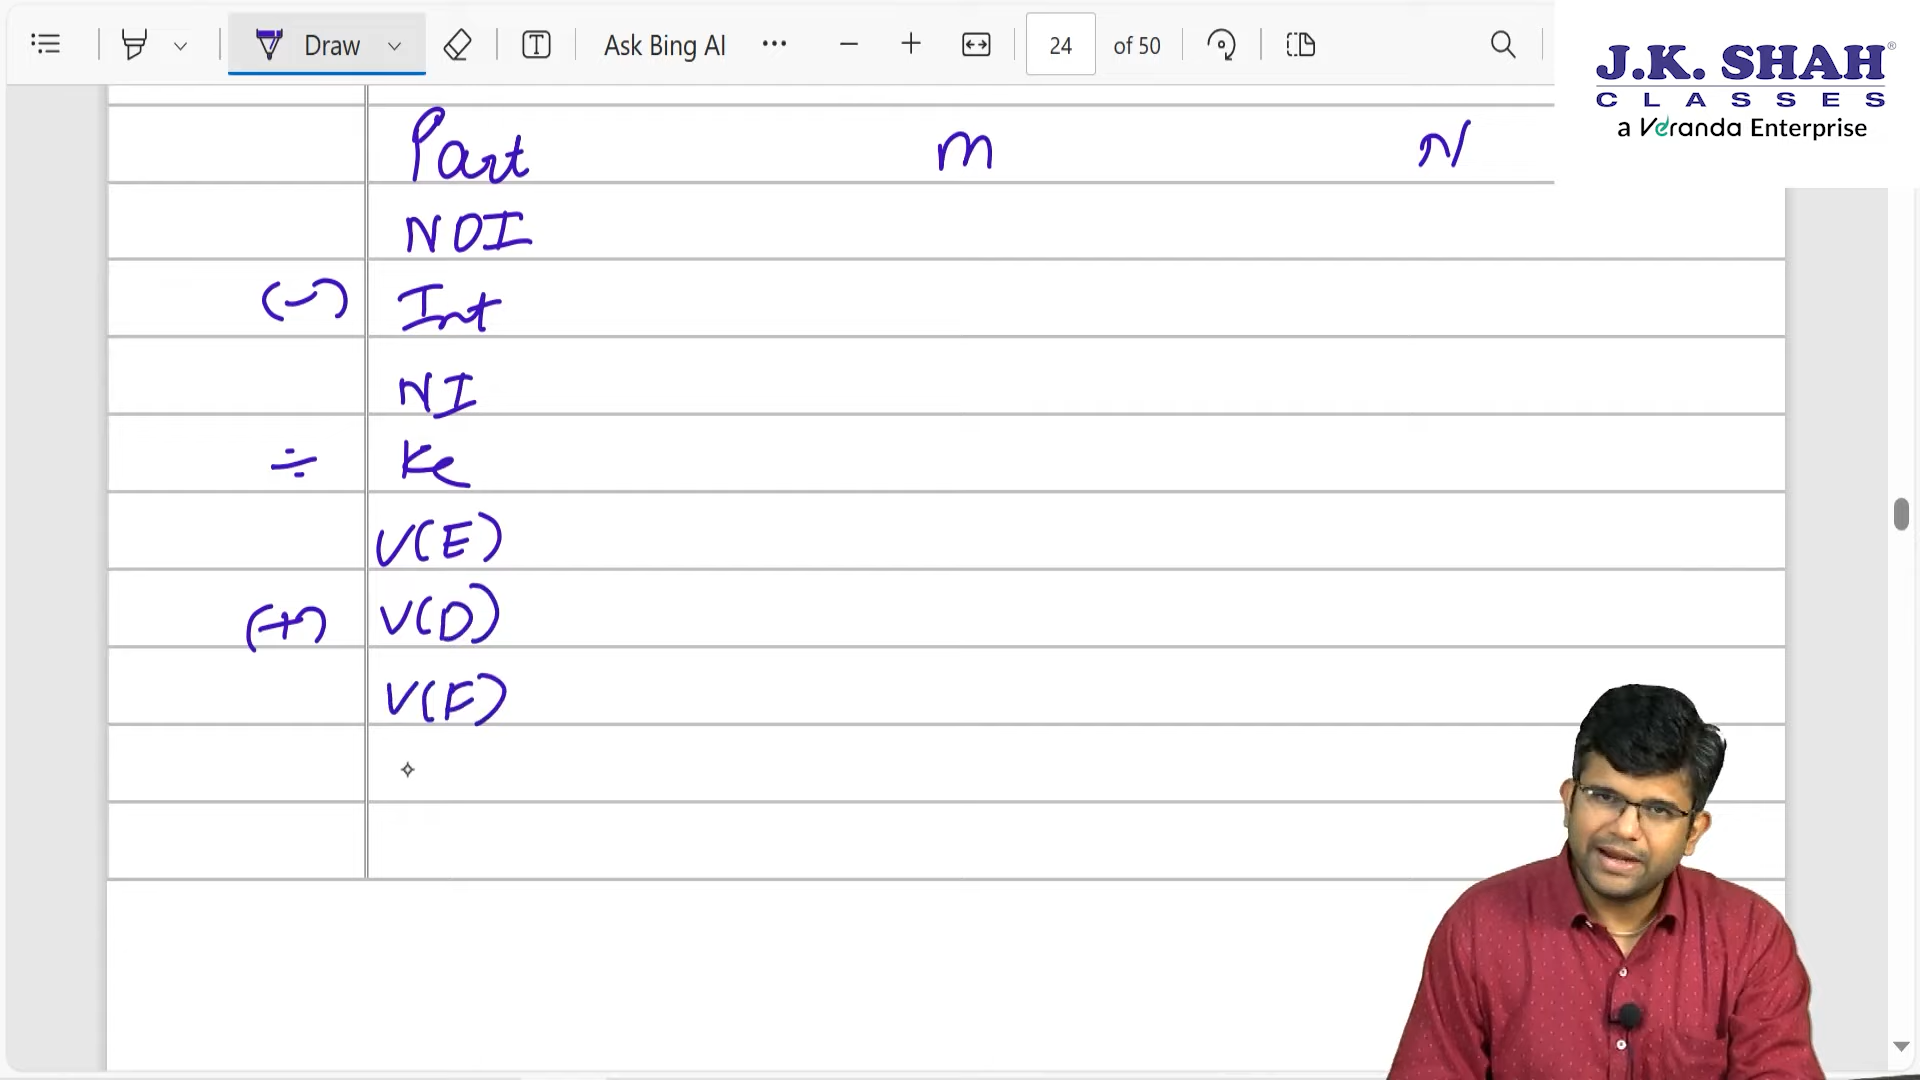 Draw
Ask Bing AI
24 of 50
J.K. SHAH®
CLASSES
a Veranda Enterprise
Part m N
NOI
(-) Int
NI
÷ Ke
V(E)
(+) V(D)
V(F)